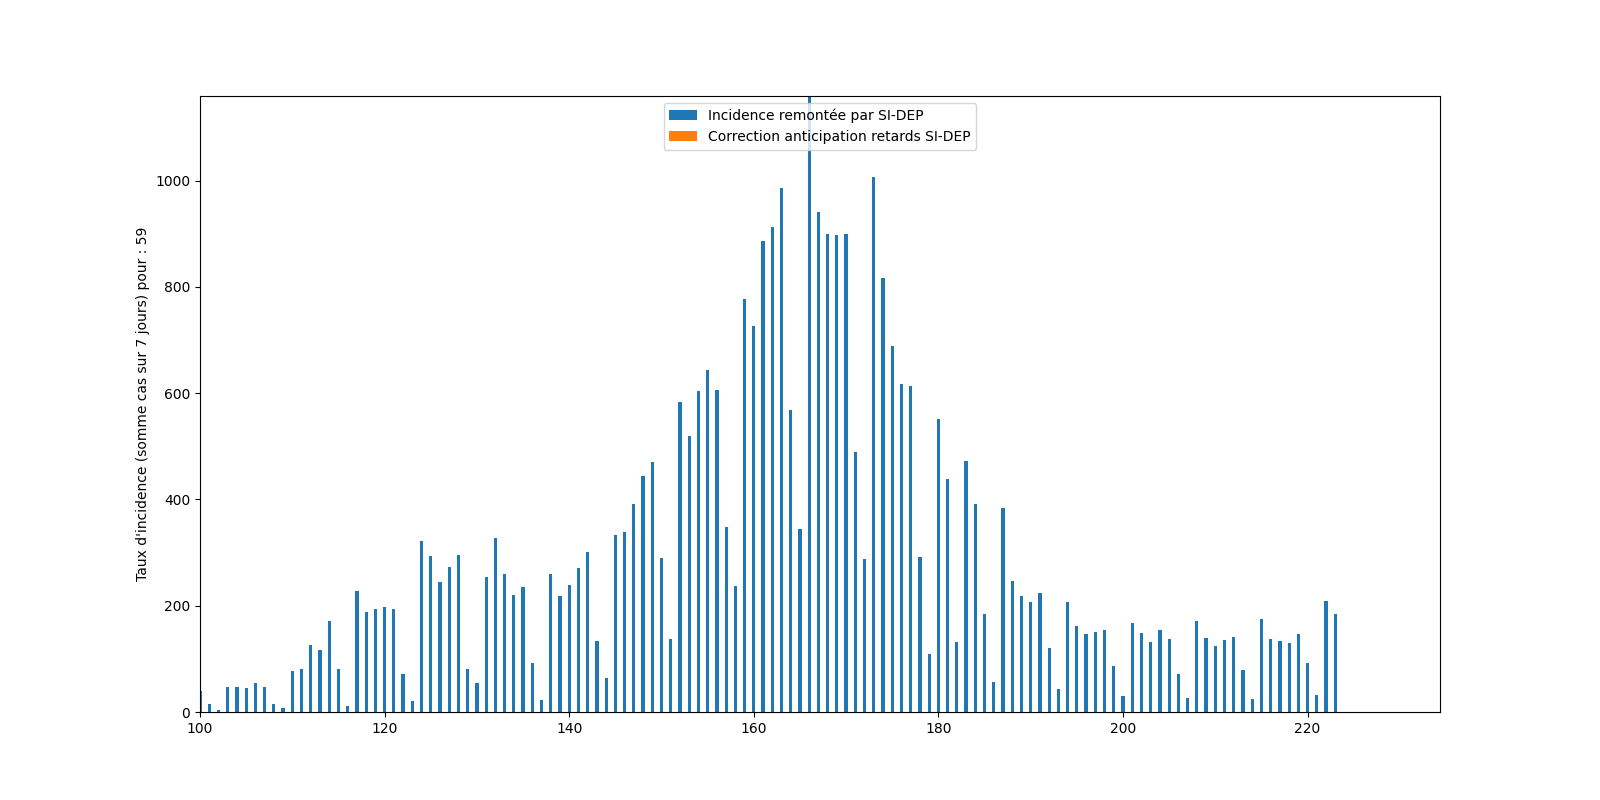 Incidence remontée par SI-DEP
Correction anticipation retards SI-DEP
Taux d'incidence (somme cas sur 7 jours) pour : 59
1000
800
600
400
200
0
100 120 140 160 180 200 220